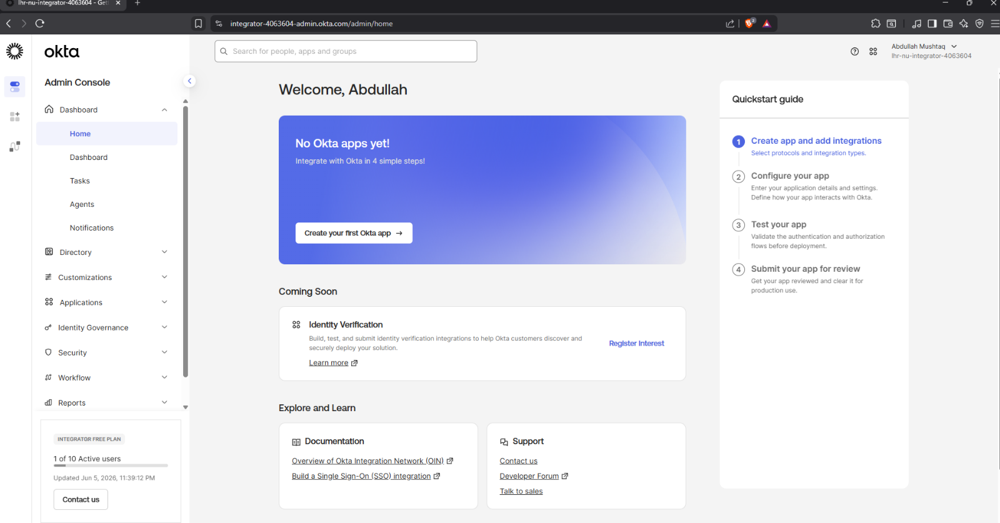 lhr-nu-integrator-4063604 - Get
integrator-4063604-admin.okta.com/admin/home
2
okta
Search for people, apps and groups
Abdullah Mushtaq
lhr-nu-integrator-4063604
Admin Console
Dashboard
Home
Dashboard
Tasks
Agents
Notifications
Directory
Customizations
Applications
Identity Governance
Security
Workflow
Reports
INTEGRATOR FREE PLAN
1 of 10 Active users
Updated Jun 5, 2026, 11:39:12 PM
Contact us
Welcome, Abdullah
No Okta apps yet!
Integrate with Okta in 4 simple steps!
Create your first Okta app →
Coming Soon
Identity Verification
Build, test, and submit identity verification integrations to help Okta customers discover and
securely deploy your solution.
Learn more
Register Interest
Explore and Learn
Documentation
Overview of Okta Integration Network (OIN)
Build a Single Sign-On (SSO) integration
Support
Contact us
Developer Forum
Talk to sales
Quickstart guide
1 Create app and add integrations
Select protocols and integration types.
2 Configure your app
Enter your application details and settings.
Define how your app interacts with Okta.
3 Test your app
Validate the authentication and authorization
flows before deployment.
4 Submit your app for review
Get your app reviewed and clear it for
production use.